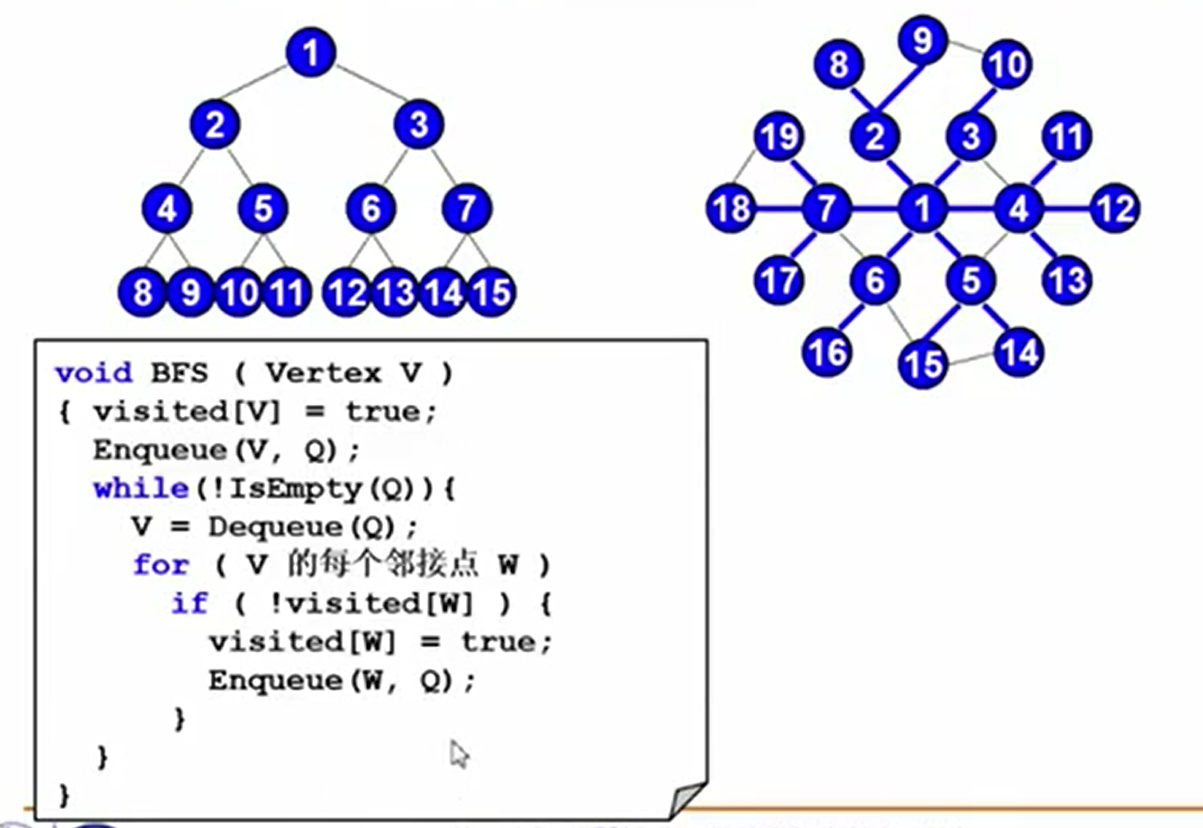 1
2 3
4 5 6 7
8 9 10 11 12 13 14 15
9
8 10
19 2 3 11
18 7 1 4 12
17 6 5 13
16 15 14
void BFS ( Vertex V )
{ visited[V] = true;
Enqueue(V, Q);
while(!IsEmpty(Q)){
V = Dequeue(Q);
for ( V 的每个邻接点 W )
if ( !visited[W] ) {
visited[W] = true;
Enqueue(W, Q);
}
}
}